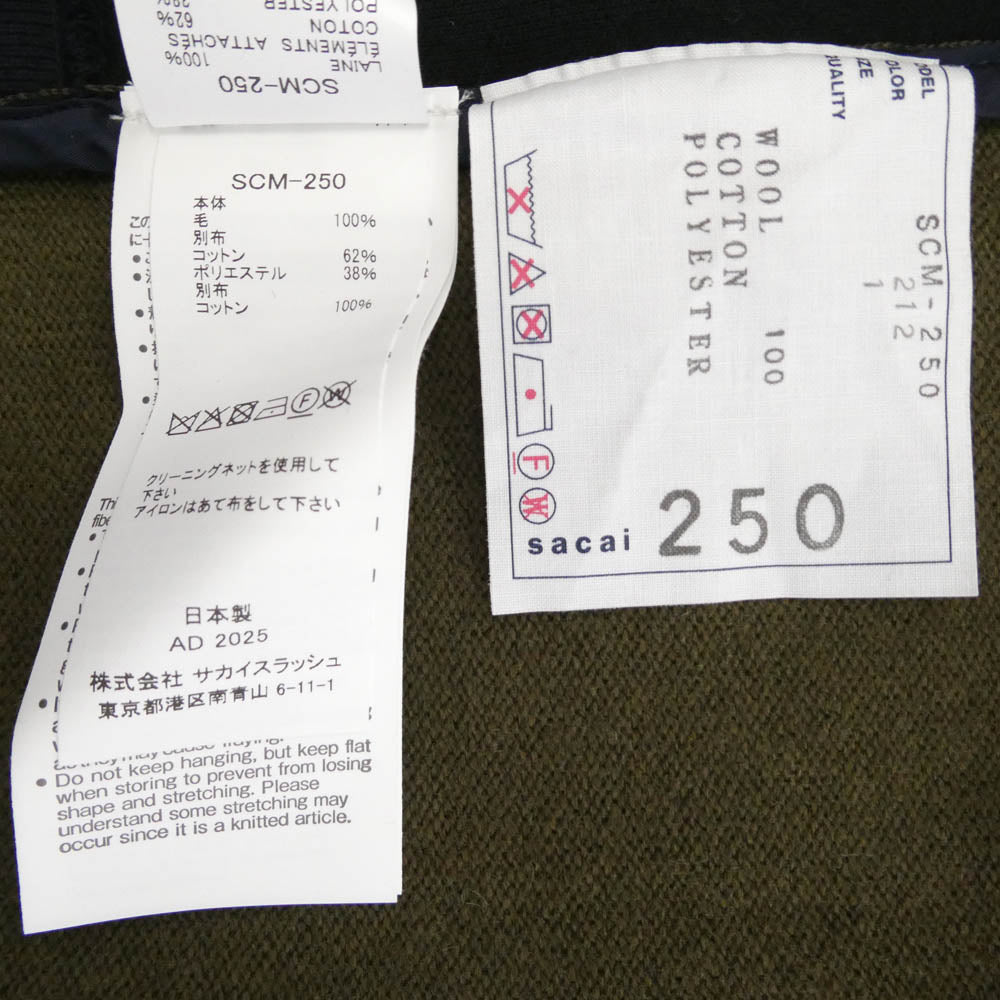 SCM-250
LAINE 100%
ÉLÉMENTS ATTACHÉS
COTON 62%
POLYESTER
SCM-250
本体
毛 100%
別布
コットン 62%
ポリエステル 38%
別布
コットン 100%
クリーニングネットを使用して
下さい
アイロンはあて布をして下さい
日本製
AD 2025
株式会社 サカイスラッシュ
東京都港区南青山 6-11-1
Do not keep hanging, but keep flat
when storing to prevent from losing
shape and stretching. Please
understand some stretching may
occur since it is a knitted article.
SCM-250
212
1
WOOL 100
COTTON
POLYESTER
F
W
sacai 250